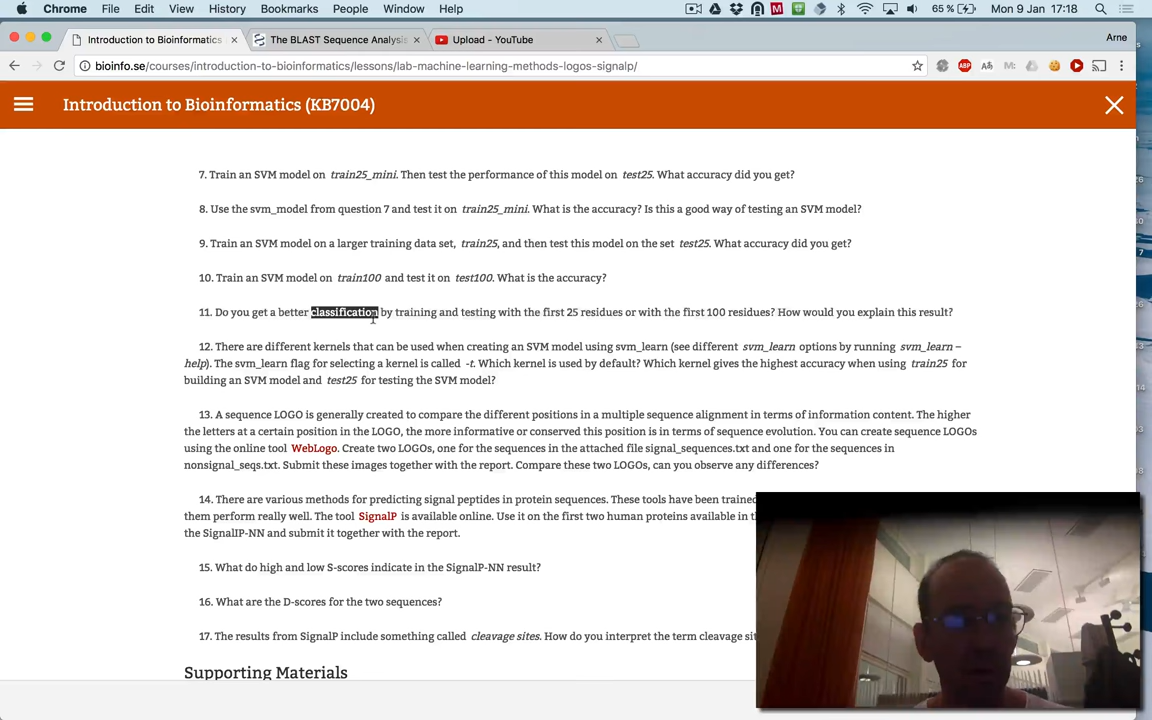 Chrome File Edit View History Bookmarks People Window Help 65 % Mon 9 Jan 17:18
Introduction to Bioinformatics The BLAST Sequence Analysis Upload - YouTube Arne
bioinfo.se/courses/introduction-to-bioinformatics/lessons/lab-machine-learning-methods-logos-signalp/
Introduction to Bioinformatics (KB7004)
7. Train an SVM model on train25_mini. Then test the performance of this model on test25. What accuracy did you get?
8. Use the svm_model from question 7 and test it on train25_mini. What is the accuracy? Is this a good way of testing an SVM model?
9. Train an SVM model on a larger training data set, train25, and then test this model on the set test25. What accuracy did you get?
10. Train an SVM model on train100 and test it on test100. What is the accuracy?
11. Do you get a better classification by training and testing with the first 25 residues or with the first 100 residues? How would you explain this result?
12. There are different kernels that can be used when creating an SVM model using svm_learn (see different svm_learn options by running svm_learn –
help). The svm_learn flag for selecting a kernel is called -t. Which kernel is used by default? Which kernel gives the highest accuracy when using train25 for
building an SVM model and test25 for testing the SVM model?
13. A sequence LOGO is generally created to compare the different positions in a multiple sequence alignment in terms of information content. The higher
the letters at a certain position in the LOGO, the more informative or conserved this position is in terms of sequence evolution. You can create sequence LOGOs
using the online tool WebLogo. Create two LOGOs, one for the sequences in the attached file signal_sequences.txt and one for the sequences in
nonsignal_seqs.txt. Submit these images together with the report. Compare these two LOGOs, can you observe any differences?
14. There are various methods for predicting signal peptides in protein sequences. These tools have been trained
them perform really well. The tool SignalP is available online. Use it on the first two human proteins available in th
the SignalIP-NN and submit it together with the report.
15. What do high and low S-scores indicate in the SignalP-NN result?
16. What are the D-scores for the two sequences?
17. The results from SignalP include something called cleavage sites. How do you interpret the term cleavage sit
Supporting Materials